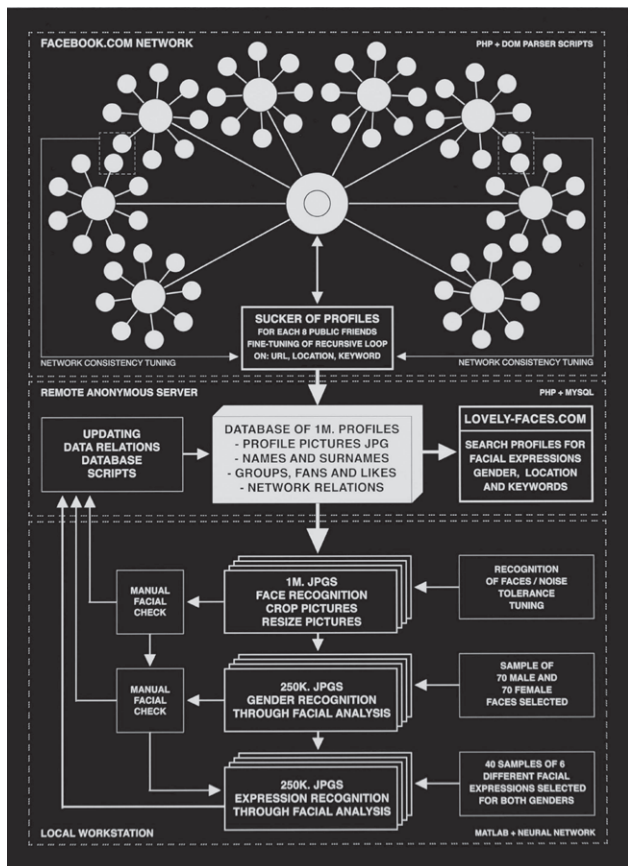 FACEBOOK.COM NETWORK
PHP + DOM PARSER SCRIPTS
SUCKER OF PROFILES
FOR EACH 8 PUBLIC FRIENDS
FINE-TUNING OF RECURSIVE LOOP
ON: URL, LOCATION, KEYWORD
NETWORK CONSISTENCY TUNING
NETWORK CONSISTENCY TUNING
REMOTE ANONYMOUS SERVER
PHP + MYSQL
UPDATING
DATA RELATIONS
DATABASE
SCRIPTS
DATABASE OF 1M. PROFILES
- PROFILE PICTURES JPG
- NAMES AND SURNAMES
- GROUPS, FANS AND LIKES
- NETWORK RELATIONS
LOVELY-FACES.COM
SEARCH PROFILES FOR
FACIAL EXPRESSIONS
GENDER, LOCATION
AND KEYWORDS
MANUAL
FACIAL
CHECK
1M. JPGS
FACE RECOGNITION
CROP PICTURES
RESIZE PICTURES
RECOGNITION
OF FACES / NOISE
TOLERANCE
TUNING
MANUAL
FACIAL
CHECK
250K. JPGS
GENDER RECOGNITION
THROUGH FACIAL ANALYSIS
SAMPLE OF
70 MALE AND
70 FEMALE
FACES SELECTED
250K. JPGS
EXPRESSION RECOGNITION
THROUGH FACIAL ANALYSIS
40 SAMPLES OF 6
DIFFERENT FACIAL
EXPRESSIONS SELECTED
FOR BOTH GENDERS
LOCAL WORKSTATION
MATLAB + NEURAL NETWORK